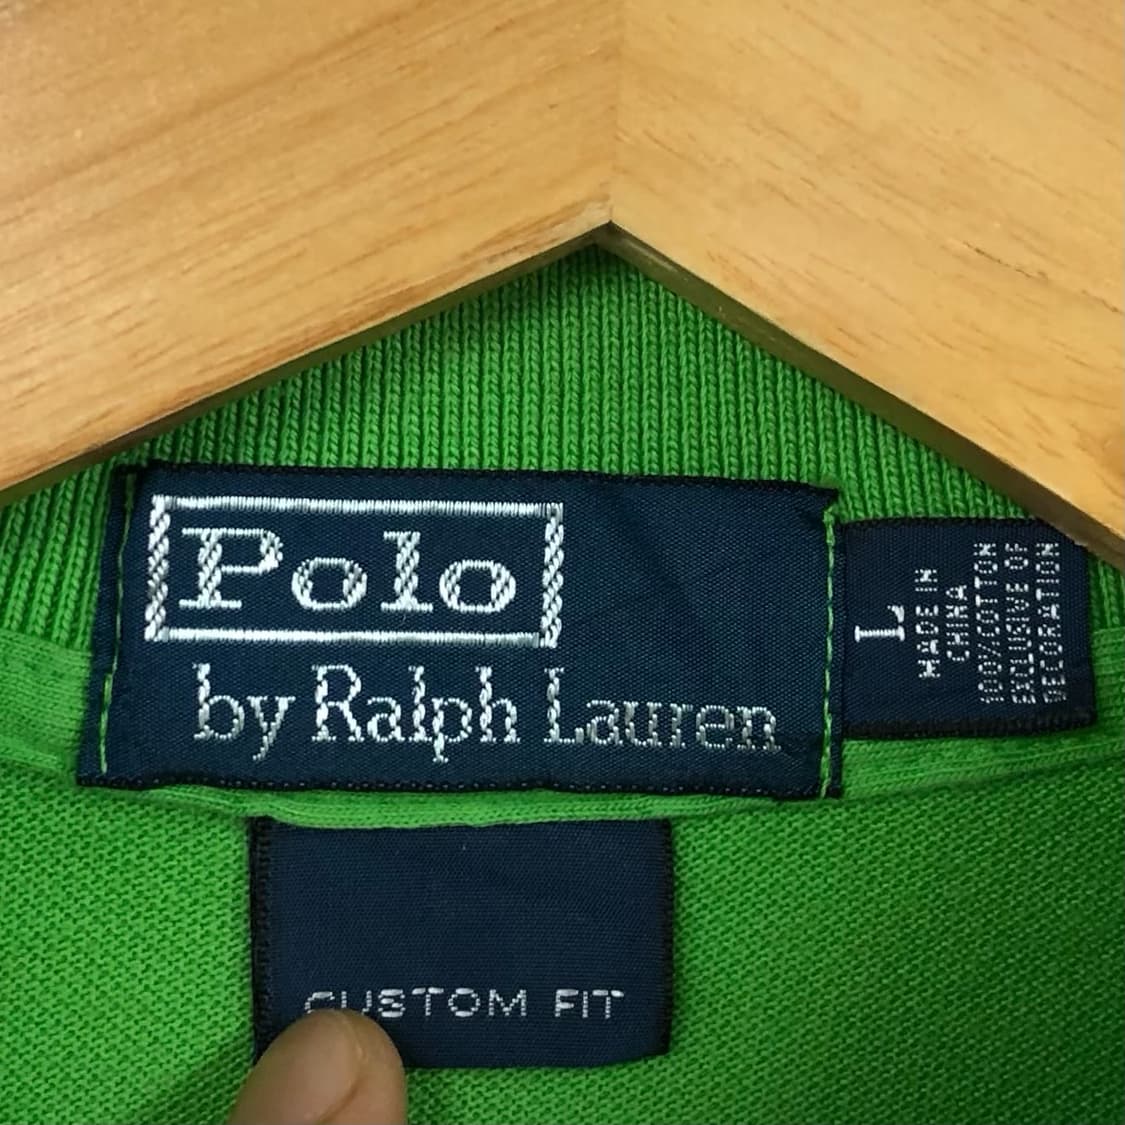 Polo
by Ralph Lauren
L
MADE IN
CHINA
100% COTTON
EXCLUSIVE OF
DECORATION
CUSTOM FIT